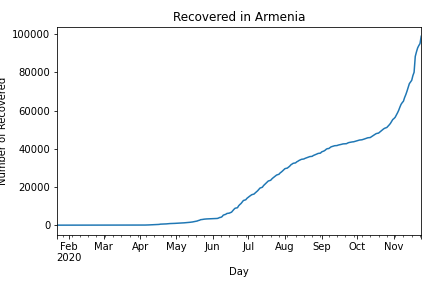 Recovered in Armenia
Number of Recovered
100000
80000
60000
40000
20000
0
Feb Mar Apr May Jun Jul Aug Sep Oct Nov
2020
Day